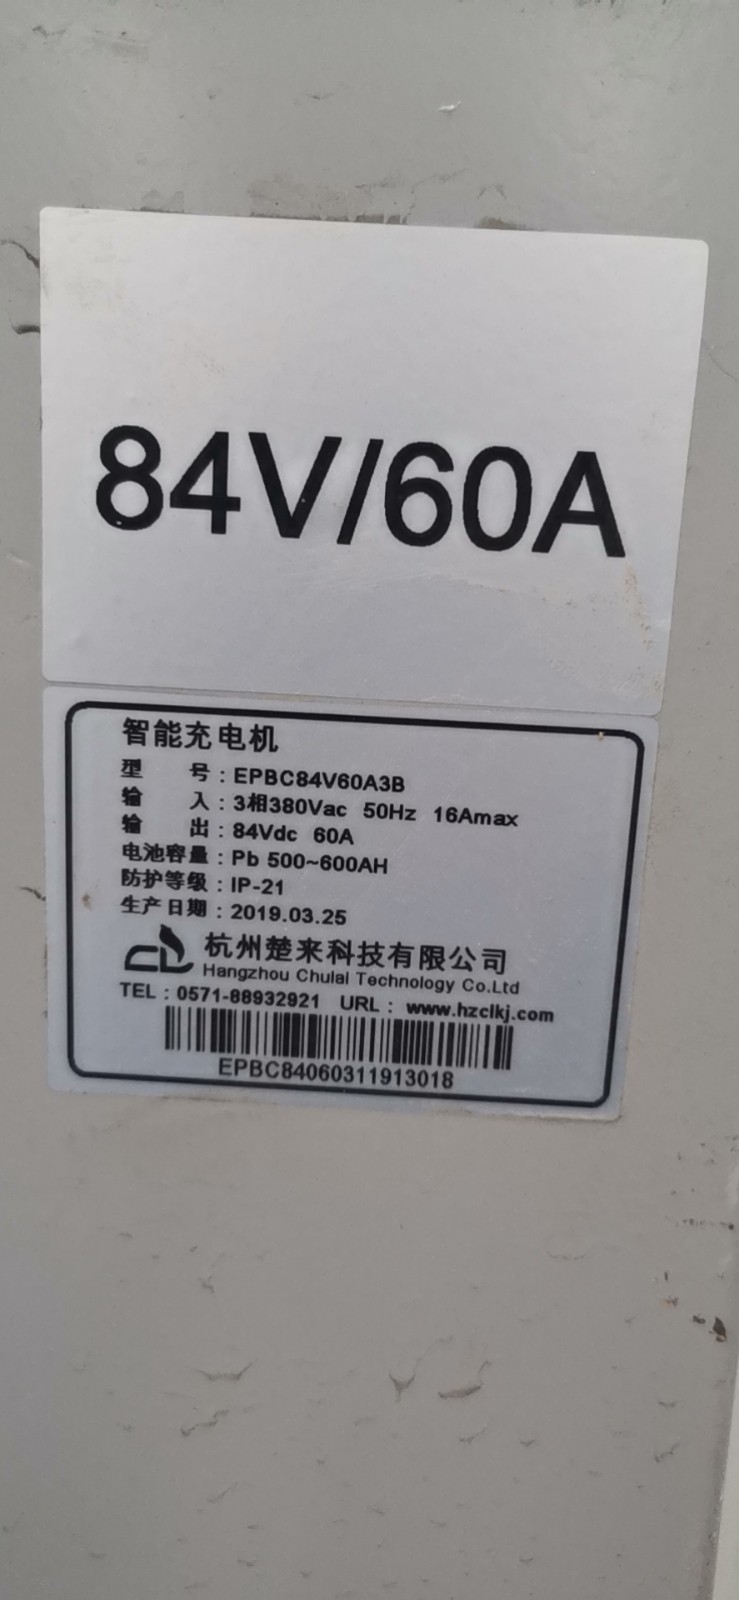 84V/60A
智能充电机
型 号：EPBC84V60A3B
输 入：3相380Vac 50Hz 16Amax
输 出：84Vdc 60A
电池容量：Pb 500~600AH
防护等级：IP-21
生产日期：2019.03.25
杭州楚来科技有限公司
Hangzhou Chulai Technology Co.Ltd
TEL：0571-88932921 URL：www.hzclkj.com
EPBC84060311913018